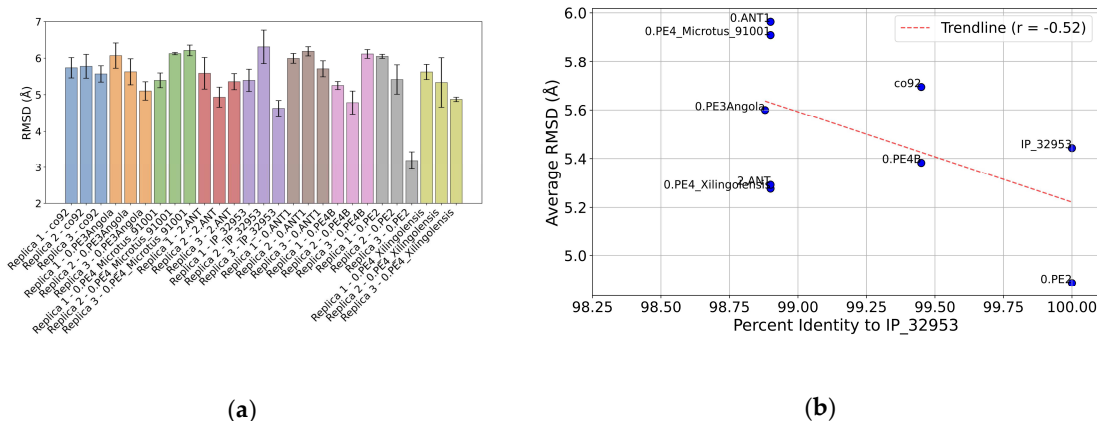 7
6
5
4
3
2
RMSD (Å)
Replica 1 - co92
Replica 2 - co92
Replica 3 - co92
Replica 1 - 0.PE3Angola
Replica 2 - 0.PE3Angola
Replica 3 - 0.PE3Angola
Replica 1 - 0.PE4_Microtus_91001
Replica 2 - 0.PE4_Microtus_91001
Replica 3 - 0.PE4_Microtus_91001
Replica 1 - 2.ANT
Replica 2 - 2.ANT
Replica 3 - 2.ANT
Replica 1 - IP_32953
Replica 2 - IP_32953
Replica 3 - IP_32953
Replica 1 - 0.ANT1
Replica 2 - 0.ANT1
Replica 3 - 0.ANT1
Replica 1 - 0.PE4B
Replica 2 - 0.PE4B
Replica 3 - 0.PE4B
Replica 1 - 0.PE2
Replica 2 - 0.PE2
Replica 3 - 0.PE2
Replica 1 - 0.PE4_Xilingolensis
Replica 2 - 0.PE4_Xilingolensis
Replica 3 - 0.PE4_Xilingolensis
(a)
6.0
5.8
5.6
5.4
5.2
5.0
Average RMSD (Å)
Trendline (r = -0.52)
0.ANT1
0.PE4_Microtus_91001
co92
0.PE3Angola
IP_32953
0.PE4B
2.ANT
0.PE4_Xilingolensis
0.PE2
98.25 98.50 98.75 99.00 99.25 99.50 99.75 100.00
Percent Identity to IP_32953
(b)